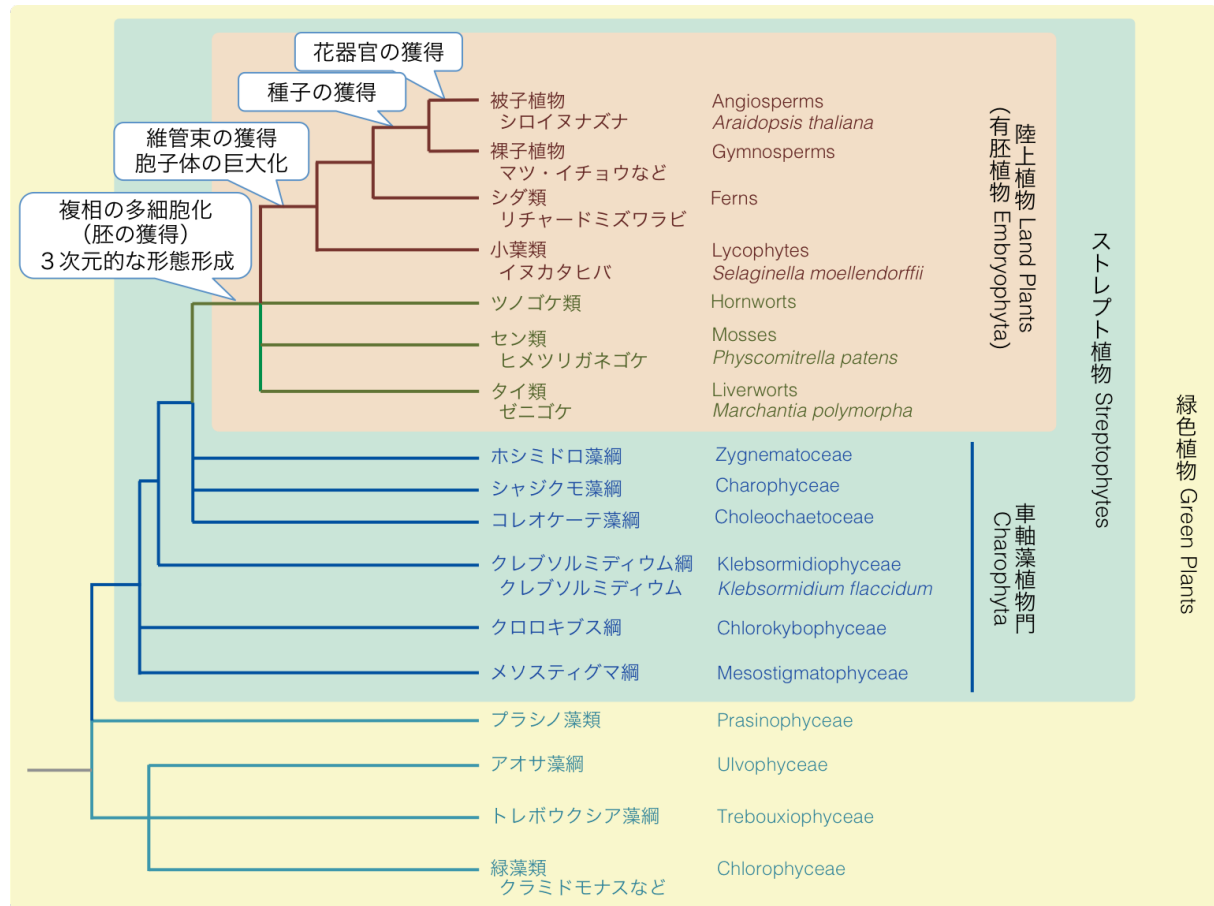 花器官の獲得
種子の獲得
維管束の獲得
胞子体の巨大化
複相の多細胞化
（胚の獲得）
３次元的な形態形成
被子植物 Angiosperms
シロイヌナズナ Araidopsis thaliana
裸子植物 Gymnosperms
マツ・イチョウなど
シダ類 Ferns
リチャードミズワラビ
小葉類 Lycophytes
イヌカタヒバ Selaginella moellendorffii
ツノゴケ類 Hornworts
セン類 Mosses
ヒメツリガネゴケ Physcomitrella patens
タイ類 Liverworts
ゼニゴケ Marchantia polymorpha
ホシミドロ藻綱 Zygnematoceae
シャジクモ藻綱 Charophyceae
コレオケーテ藻綱 Choleochaetoceae
クレブソルミディウム綱 Klebsormidiophyceae
クレブソルミディウム Klebsormidium flaccidum
クロロキブス綱 Chlorokybophyceae
メソスティグマ綱 Mesostigmatophyceae
プラシノ藻類 Prasinophyceae
アオサ藻綱 Ulvophyceae
トレボウクシア藻綱 Trebouxiophyceae
緑藻類 Chlorophyceae
クラミドモナスなど
陸上植物 Land Plants
（有胚植物 Embryophyta）
車軸藻植物門
Charophyta
ストレプト植物 Streptophytes
緑色植物 Green Plants